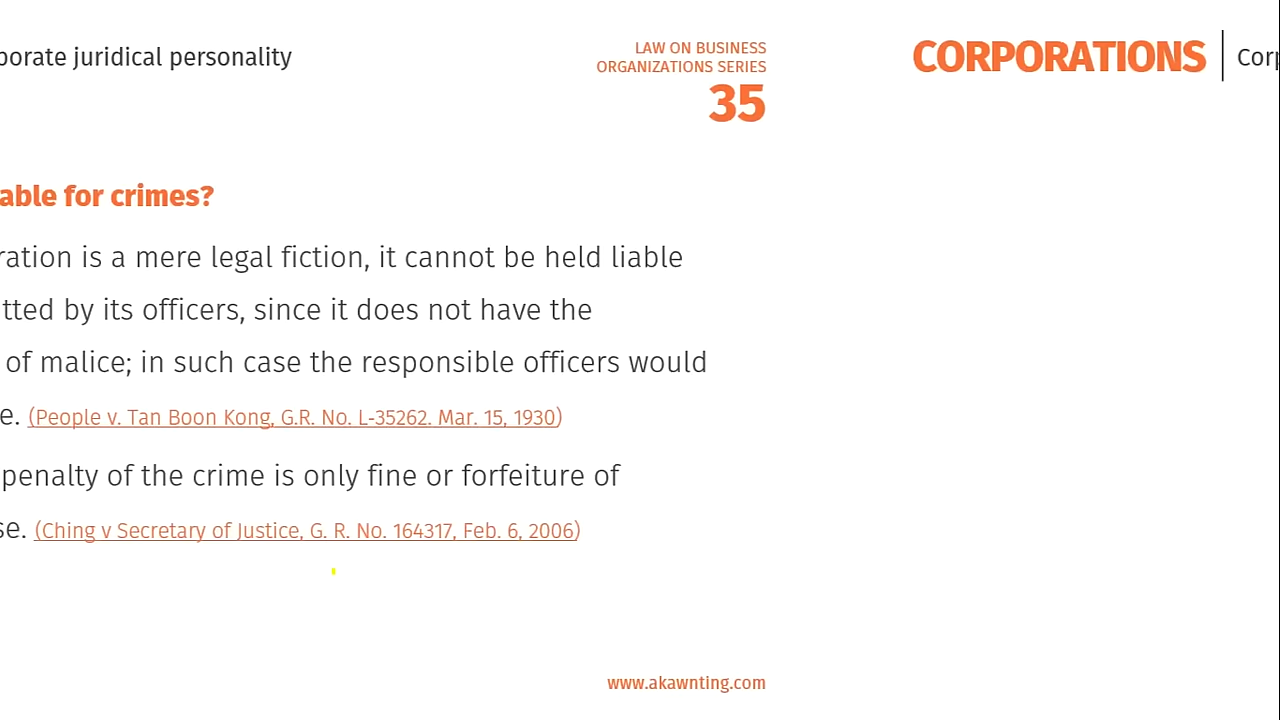 porate juridical personality
LAW ON BUSINESS
ORGANIZATIONS SERIES
35
able for crimes?
ration is a mere legal fiction, it cannot be held liable
tted by its officers, since it does not have the
of malice; in such case the responsible officers would
e. (People v. Tan Boon Kong, G.R. No. L-35262. Mar. 15, 1930)
penalty of the crime is only fine or forfeiture of
se. (Ching v Secretary of Justice, G. R. No. 164317, Feb. 6, 2006)
www.akawnting.com
CORPORATIONS
Corp